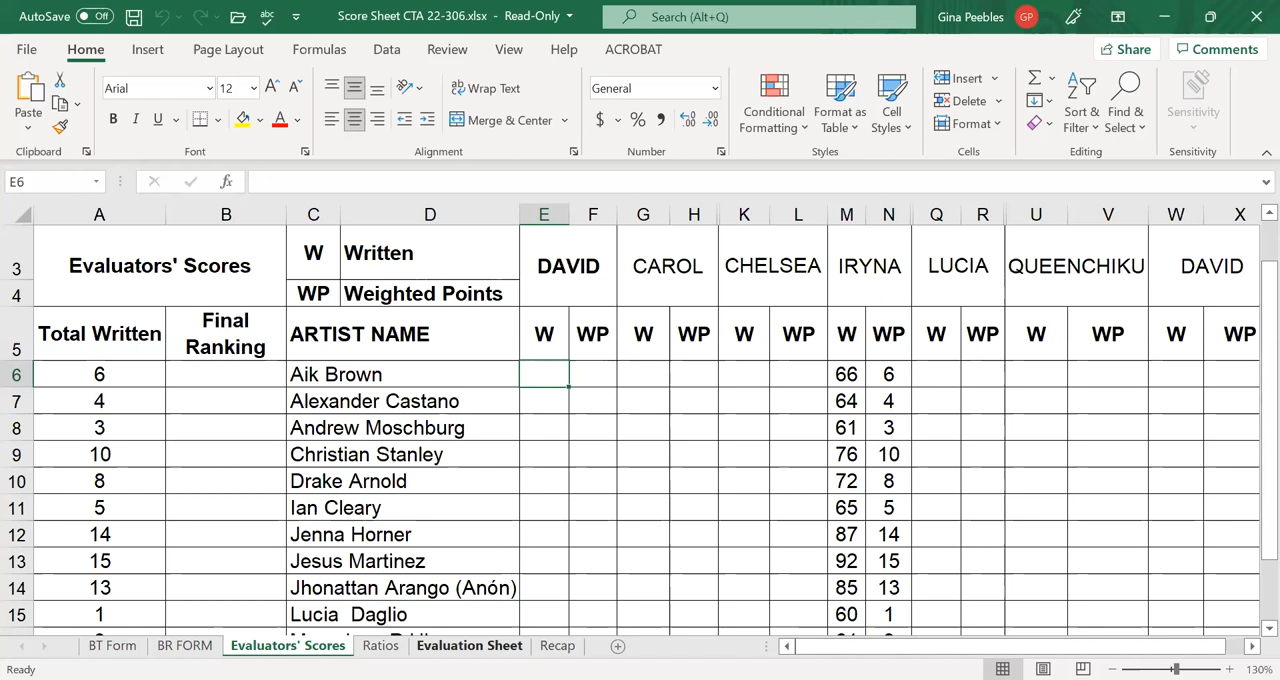 AutoSave Off Score Sheet CTA 22-306.xlsx - Read-Only Search (Alt+Q) Gina Peebles GP
File Home Insert Page Layout Formulas Data Review View Help ACROBAT Share Comments
Paste Arial 12 Wrap Text General Conditional Formatting Format as Table Cell Styles Insert Sort & Filter Find & Select Sensitivity
Delete
B I U A Merge & Center $ % Format
Clipboard Font Alignment Number Styles Cells Editing Sensitivity
E6 fx
A B C D E F G H K L M N Q R U V W X
3 Evaluators' Scores W Written DAVID CAROL CHELSEA IRYNA LUCIA QUEENCHIKU DAVID
4 WP Weighted Points
5 Total Written Final Ranking ARTIST NAME W WP W WP W WP W WP W WP W WP W WP
6 6 Aik Brown 66 6
7 4 Alexander Castano 64 4
8 3 Andrew Moschburg 61 3
9 10 Christian Stanley 76 10
10 8 Drake Arnold 72 8
11 5 Ian Cleary 65 5
12 14 Jenna Horner 87 14
13 15 Jesus Martinez 92 15
14 13 Jhonattan Arango (Anón) 85 13
15 1 Lucia Daglio 60 1
BT Form BR FORM Evaluators' Scores Ratios Evaluation Sheet Recap
Ready 130%